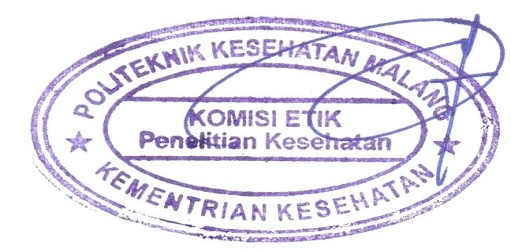 POLITEKNIK KESEHATAN MALANG
KOMISI ETIK
Penelitian Kesehatan
KEMENTRIAN KESEHATAN